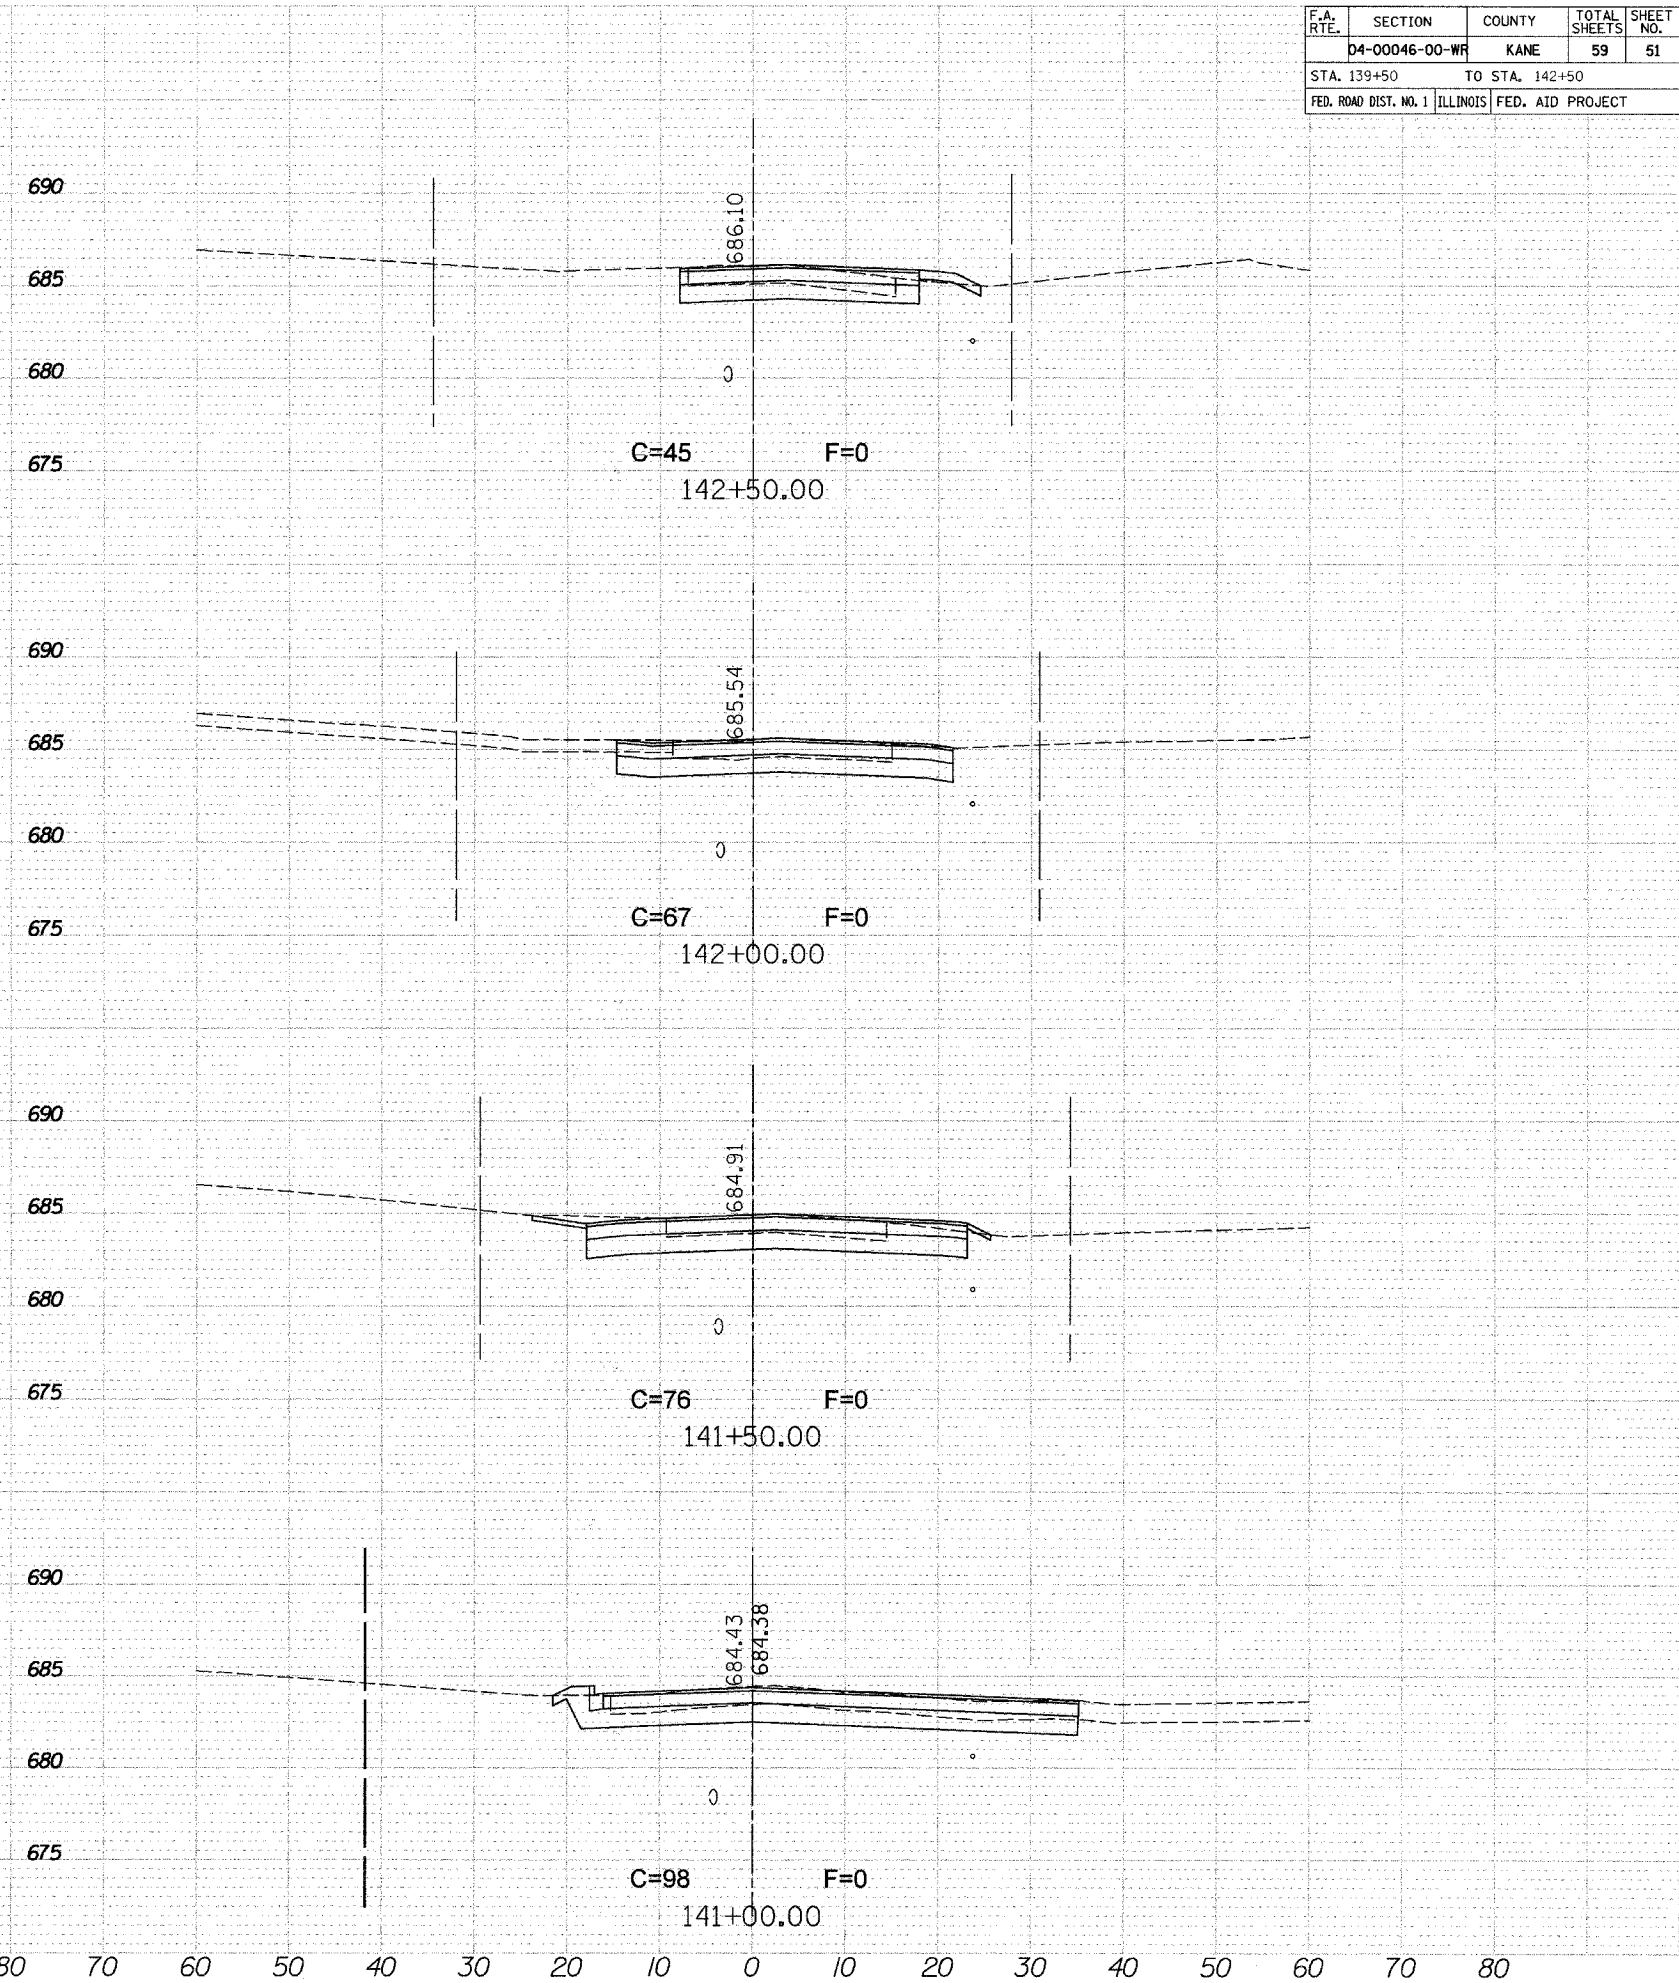 F.A. RTE. SECTION COUNTY TOTAL SHEETS SHEET NO.
04-00046-00-WR KANE 59 51
STA. 139+50 TO STA. 142+50
FED. ROAD DIST. NO. 1 ILLINOIS FED. AID PROJECT
690
686.10
685
680
C=45 F=0
675
142+50.00
690
685.54
685
680
C=67 F=0
675
142+00.00
690
684.91
685
680
C=76 F=0
675
141+50.00
690
684.43 684.38
685
680
675
C=98 F=0
141+00.00
80 70 60 50 40 30 20 10 0 10 20 30 40 50 60 70 80